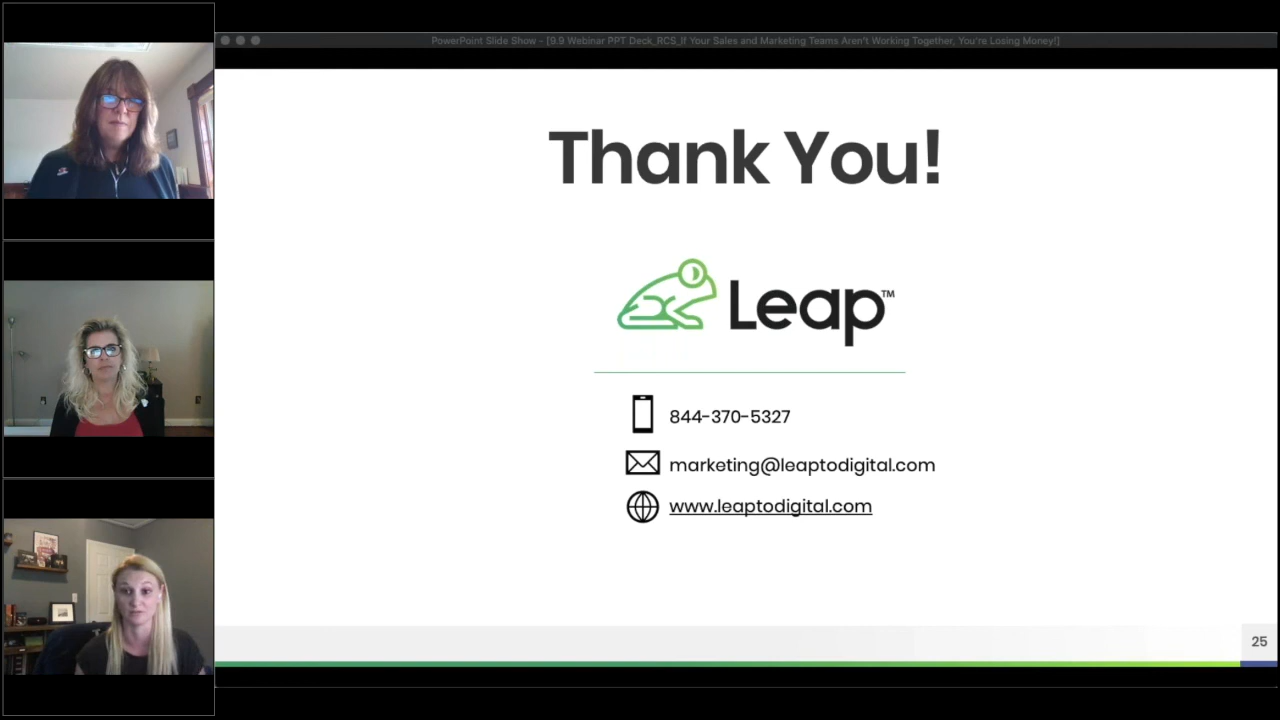 PowerPoint Slide Show - [9.9 Webinar PPT Deck_RCS_If Your Sales and Marketing Teams Aren't Working Together, You're Losing Money!]
Thank You!
Leap™
844-370-5327
marketing@leaptodigital.com
www.leaptodigital.com
25